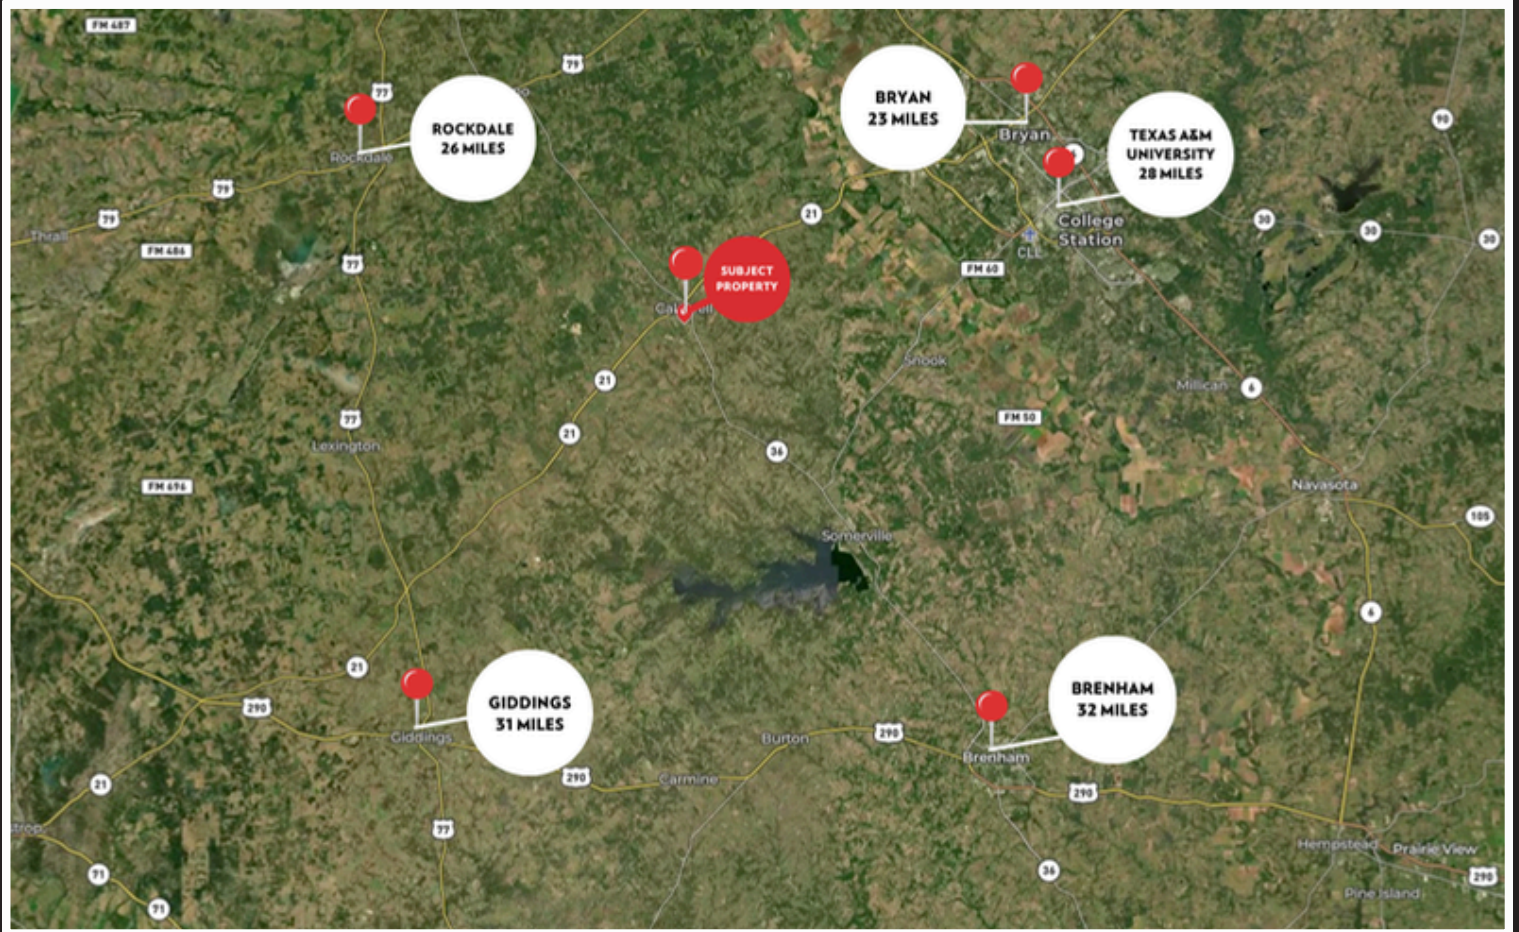 FM 487
79
77
ROCKDALE
26 MILES
Rockdale
79
79
Thrall
FM 486
77
BRYAN
23 MILES
Bryan
TEXAS A&M
UNIVERSITY
28 MILES
90
College
Station
CLL
21
30
30
30
FM 60
SUBJECT
PROPERTY
21
Snook
Millican
6
77
Lexington
21
FM 50
36
FM 696
Navasota
105
Somerville
6
21
290
GIDDINGS
31 MILES
Giddings
BRENHAM
32 MILES
Brenham
Burton
290
290
Carmine
290
21
77
71
71
36
Hempstead
Prairie View
290
Pine Island